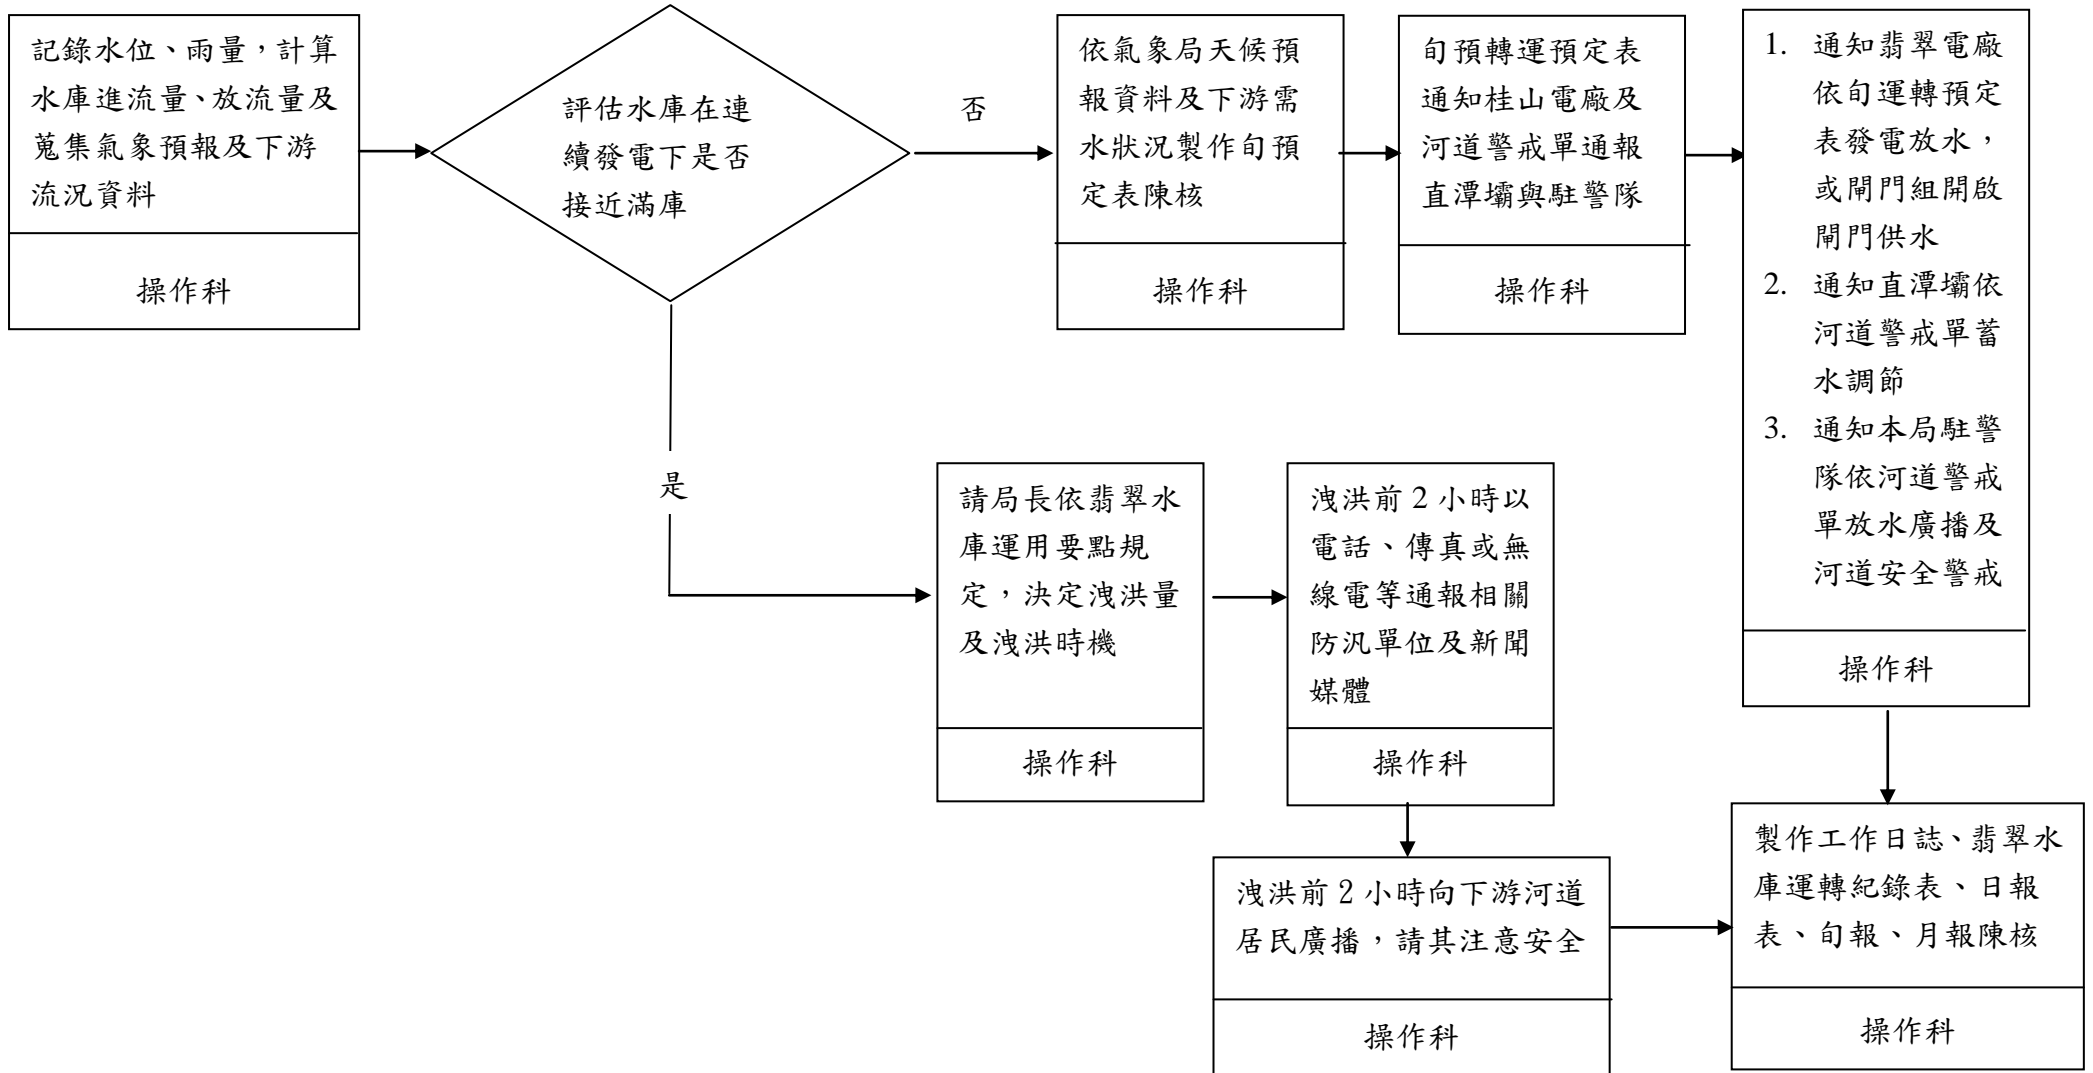 記錄水位、雨量，計算
水庫進流量、放流量及
蒐集氣象預報及下游
流況資料
操作科
評估水庫在連
續發電下是否
接近滿庫
否
依氣象局天候預
報資料及下游需
水狀況製作旬預
定表陳核
操作科
旬預轉運預定表
通知桂山電廠及
河道警戒單通報
直潭壩與駐警隊
操作科
1. 通知翡翠電廠
依旬運轉預定
表發電放水，
或閘門組開啟
閘門供水
2. 通知直潭壩依
河道警戒單蓄
水調節
3. 通知本局駐警
隊依河道警戒
單放水廣播及
河道安全警戒
操作科
是
請局長依翡翠水
庫運用要點規
定，決定洩洪量
及洩洪時機
操作科
洩洪前 2 小時以
電話、傳真或無
線電等通報相關
防汛單位及新聞
媒體
操作科
洩洪前 2 小時向下游河道
居民廣播，請其注意安全
操作科
製作工作日誌、翡翠水
庫運轉紀錄表、日報
表、旬報、月報陳核
操作科